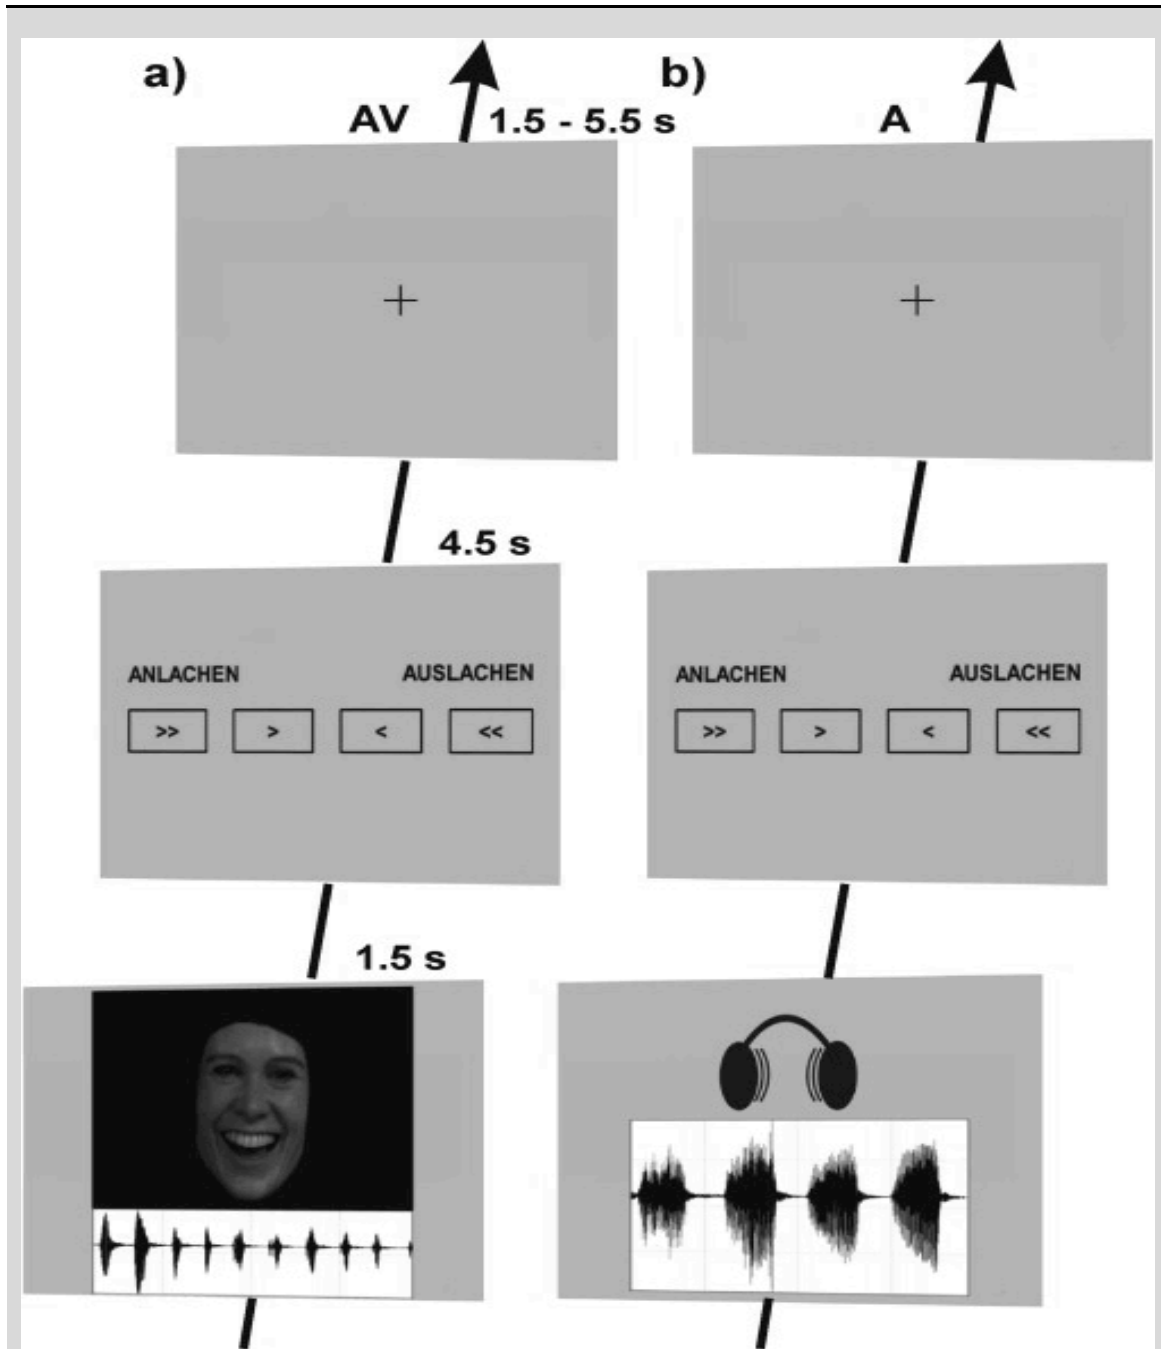 a)
b)
AV
1.5 - 5.5 s
A
4.5 s
ANLACHEN AUSLACHEN
>> > < <<
ANLACHEN AUSLACHEN
>> > < <<
1.5 s